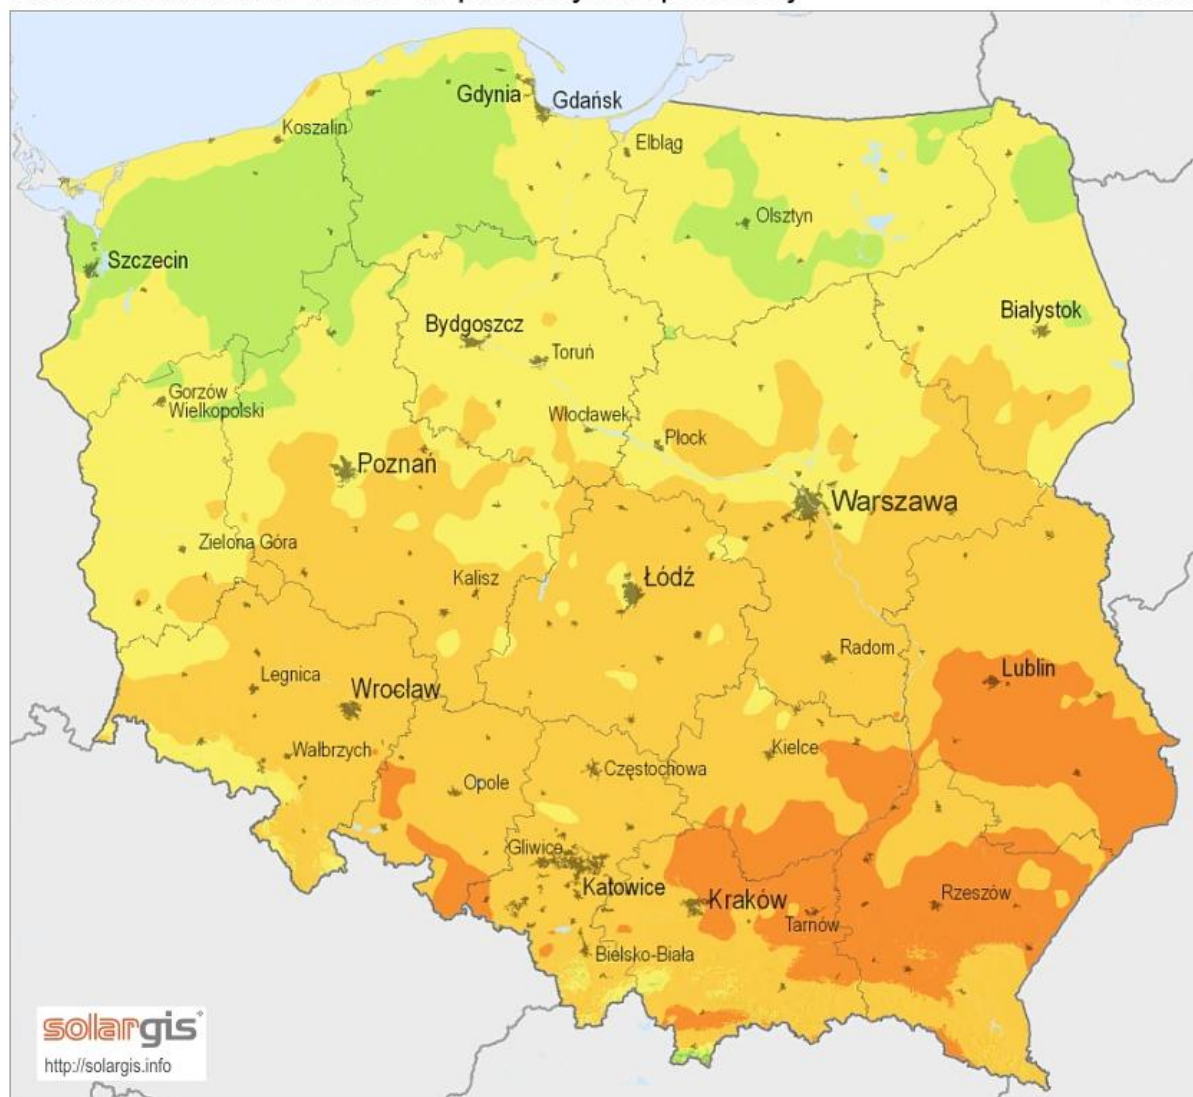 Gdynia
Gdańsk
Koszalin
Elbląg
Olsztyn
Szczecin
Białystok
Bydgoszcz
Toruń
Gorzów
Wielkopolski
Włocławek
Płock
Poznań
Warszawa
Zielona Góra
Kalisz
Łódź
Radom
Lublin
Legnica
Wrocław
Wałbrzych
Kielce
Opole
Częstochowa
Gliwice
Katowice
Kraków
Rzeszów
Tarnów
Bielsko-Biała
solargis
http://solargis.info